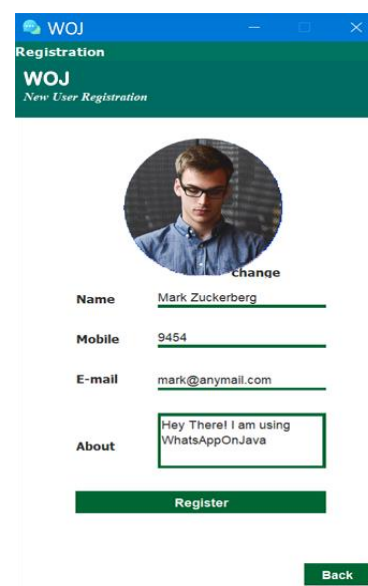 WOJ
Registration
WOJ
New User Registration
change
Name Mark Zuckerberg
Mobile 9454
E-mail mark@anymail.com
About Hey There! I am using
WhatsAppOnJava
Register
Back